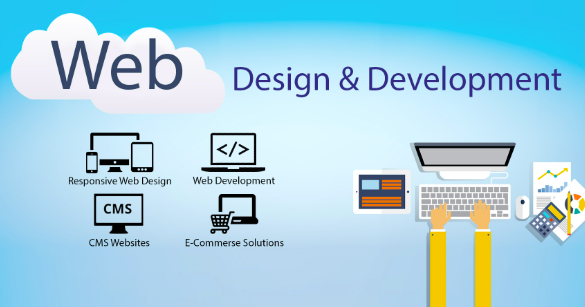 Web Design & Development
Responsive Web Design
Web Development
</>
CMS
CMS Websites
E-Commerse Solutions